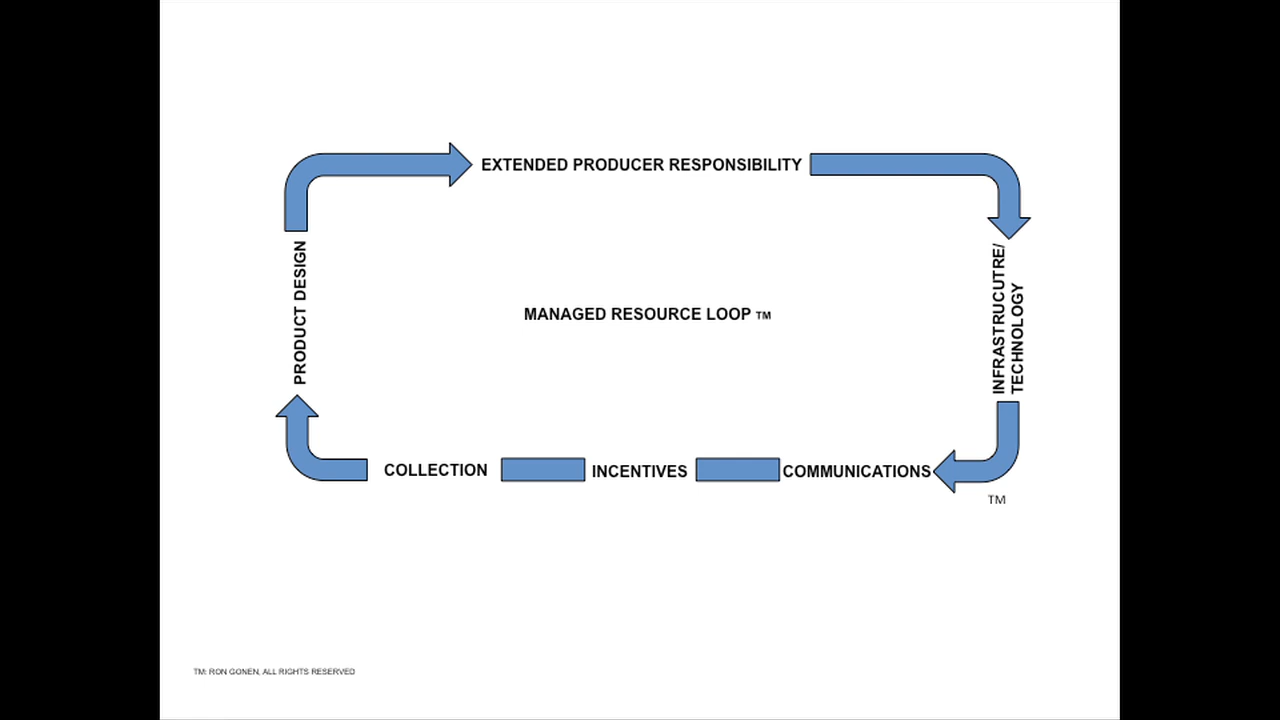 EXTENDED PRODUCER RESPONSIBILITY
PRODUCT DESIGN
INFRASTRUCUTRE/
TECHNOLOGY
MANAGED RESOURCE LOOP TM
COLLECTION
INCENTIVES
COMMUNICATIONS
TM
TM: RON GONEN, ALL RIGHTS RESERVED